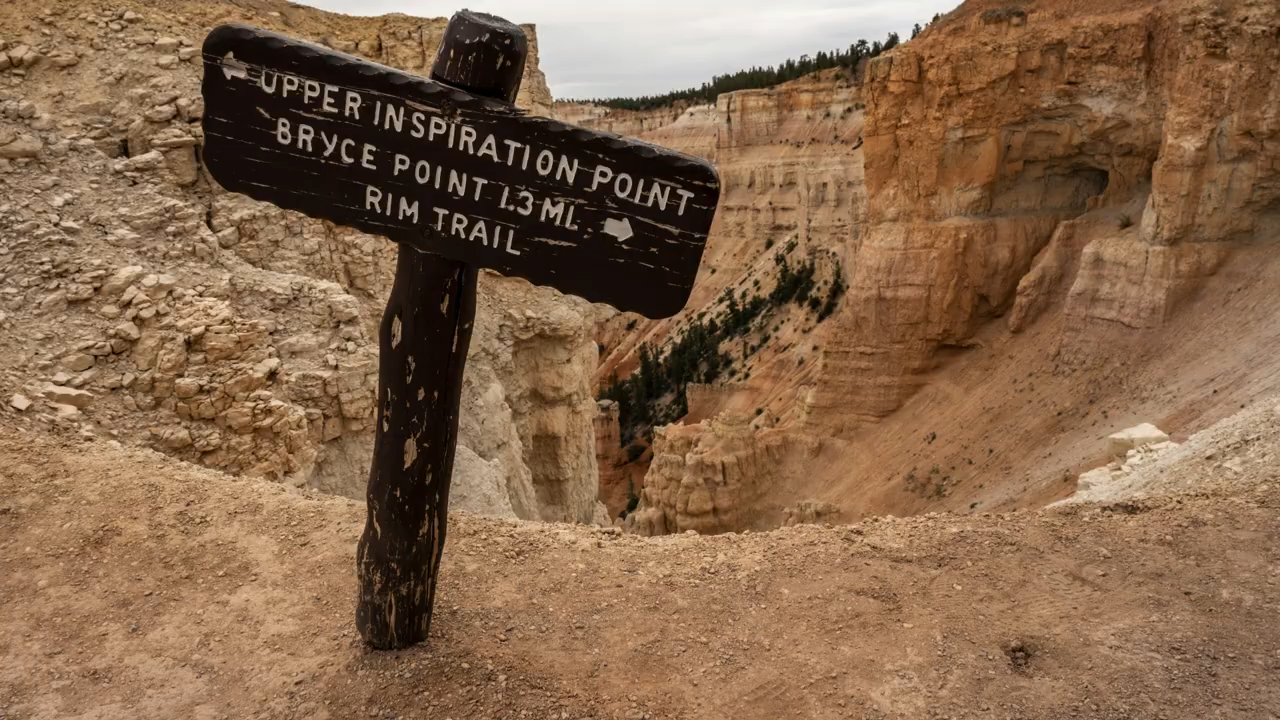 UPPER INSPIRATION POINT
BRYCE POINT 1.3 MI.
RIM TRAIL